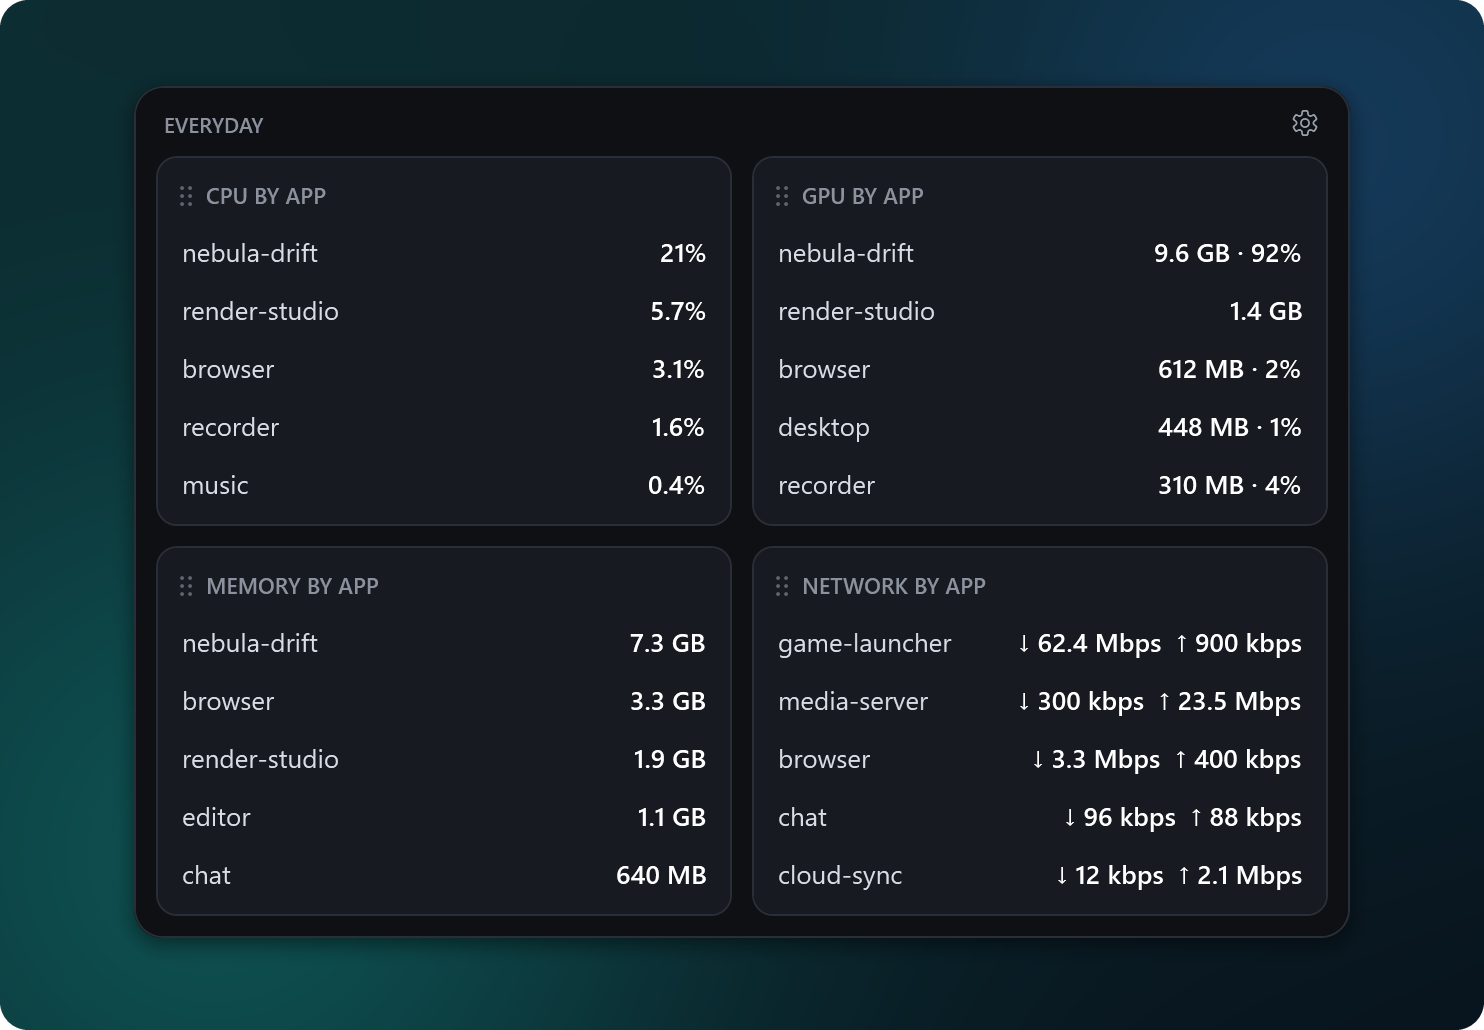 EVERYDAY
CPU BY APP
nebula-drift 21%
render-studio 5.7%
browser 3.1%
recorder 1.6%
music 0.4%
GPU BY APP
nebula-drift 9.6 GB · 92%
render-studio 1.4 GB
browser 612 MB · 2%
desktop 448 MB · 1%
recorder 310 MB · 4%
MEMORY BY APP
nebula-drift 7.3 GB
browser 3.3 GB
render-studio 1.9 GB
editor 1.1 GB
chat 640 MB
NETWORK BY APP
game-launcher ↓ 62.4 Mbps ↑ 900 kbps
media-server ↓ 300 kbps ↑ 23.5 Mbps
browser ↓ 3.3 Mbps ↑ 400 kbps
chat ↓ 96 kbps ↑ 88 kbps
cloud-sync ↓ 12 kbps ↑ 2.1 Mbps